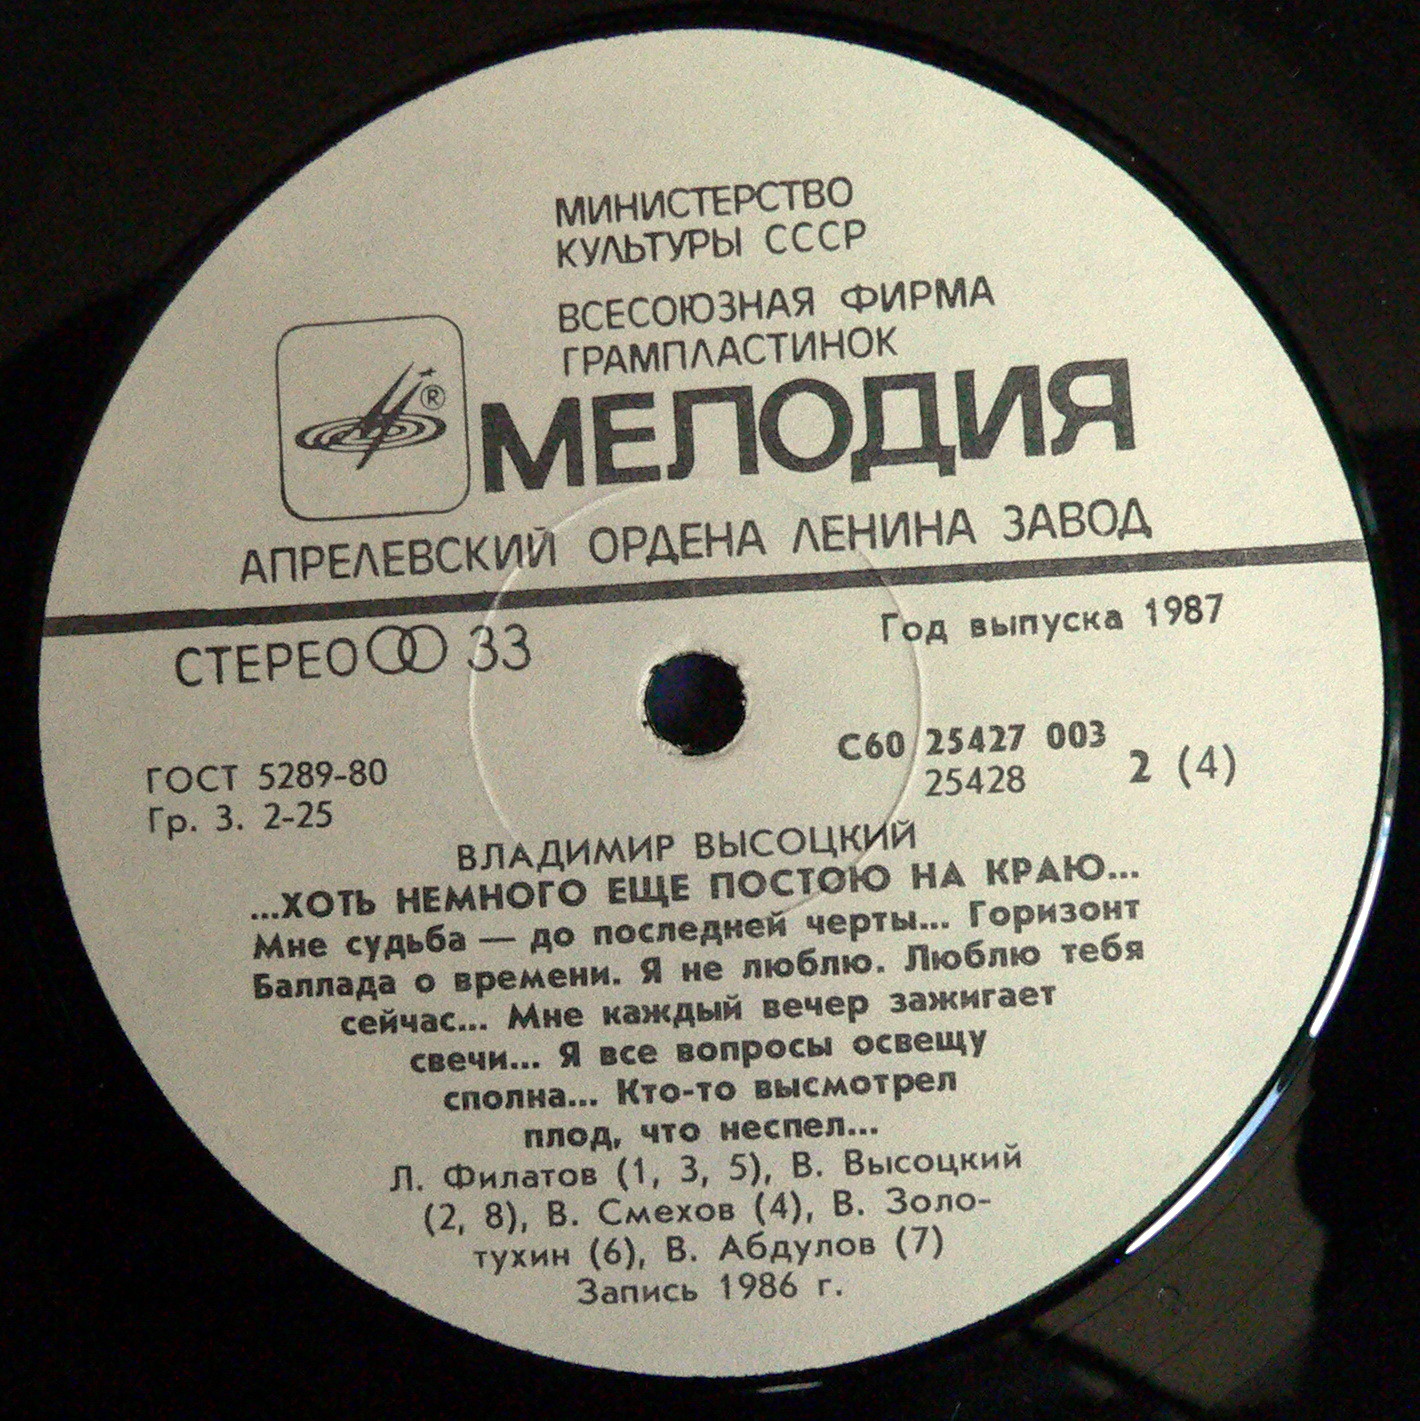 МИНИСТЕРСТВО
КУЛЬТУРЫ СССР
ВСЕСОЮЗНАЯ ФИРМА
ГРАМПЛАСТИНОК
®
МЕЛОДИЯ
АПРЕЛЕВСКИЙ ОРДЕНА ЛЕНИНА ЗАВОД
СТЕРЕО 33
Год выпуска 1987
ГОСТ 5289-80
Гр. 3. 2-25
С60 25427 003
25428
2 (4)
ВЛАДИМИР ВЫСОЦКИЙ
...ХОТЬ НЕМНОГО ЕЩЕ ПОСТОЮ НА КРАЮ...
Мне судьба — до последней черты... Горизонт
Баллада о времени. Я не люблю. Люблю тебя
сейчас... Мне каждый вечер зажигает
свечи... Я все вопросы освещу
сполна... Кто-то высмотрел
плод, что неспел...
Л. Филатов (1, 3, 5), В. Высоцкий
(2, 8), В. Смехов (4), В. Золо-
тухин (6), В. Абдулов (7)
Запись 1986 г.